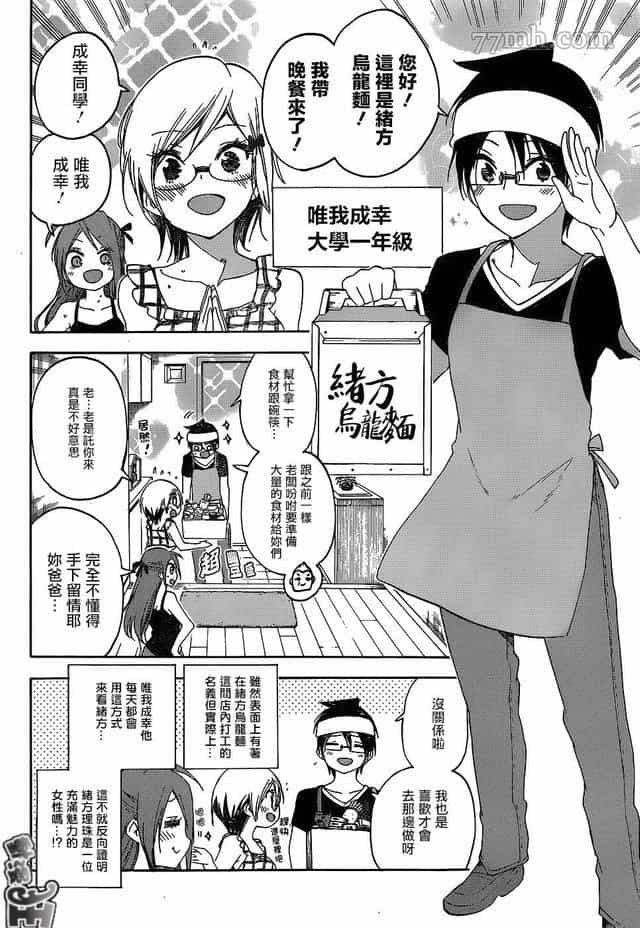 77mh.com
您好！
這裡是緒方
烏龍麵！
我帶
晚餐來了！
成幸同學！
唯我
成幸
唯我成幸
大學一年級
緒方
烏龍麵
幫忙拿一下
食材跟碗筷…
跟之前一樣
老闆吩咐要準備
大量的食材給妳們
居然！
超
老…老是託你來
真是不好意思
完全不懂得
手下留情耶
妳爸爸…
沒關係啦
我也是
喜歡才會
去那邊做呀
雖然表面上有著
在緒方烏龍麵
這間店內打工的
名義但實際上…
唯我成幸他
每天都會
用這方式
來看緒方…
這不就反向證明
緒方理珠是一位
充滿魅力的
女性嗎…!?
嗯
嗯